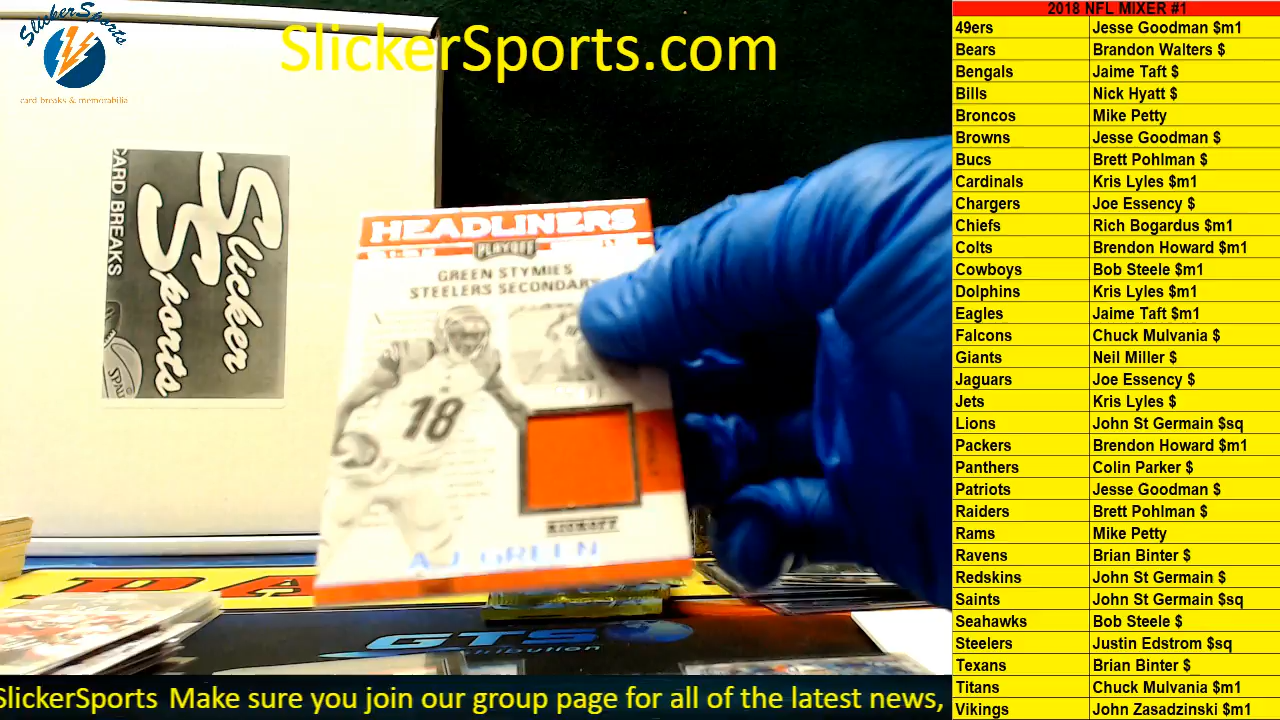 SlickerSports
card breaks & memorabilia
SlickerSports.com
CARD BREAKS
Slicker
Sports
SPAL
HEADLINERS
PLAYOFF
GREEN STYMIES
STEELERS SECONDARY
18
KICKOFF
A.J. GREEN
PA
GTS
distribution
SlickerSports Make sure you join our group page for all of the latest news,
2018 NFL MIXER #1
49ers Jesse Goodman $m1
Bears Brandon Walters $
Bengals Jaime Taft $
Bills Nick Hyatt $
Broncos Mike Petty
Browns Jesse Goodman $
Bucs Brett Pohlman $
Cardinals Kris Lyles $m1
Chargers Joe Essency $
Chiefs Rich Bogardus $m1
Colts Brendon Howard $m1
Cowboys Bob Steele $m1
Dolphins Kris Lyles $m1
Eagles Jaime Taft $m1
Falcons Chuck Mulvania $
Giants Neil Miller $
Jaguars Joe Essency $
Jets Kris Lyles $
Lions John St Germain $sq
Packers Brendon Howard $m1
Panthers Colin Parker $
Patriots Jesse Goodman $
Raiders Brett Pohlman $
Rams Mike Petty
Ravens Brian Binter $
Redskins John St Germain $
Saints John St Germain $sq
Seahawks Bob Steele $
Steelers Justin Edstrom $sq
Texans Brian Binter $
Titans Chuck Mulvania $m1
Vikings John Zasadzinski $m1